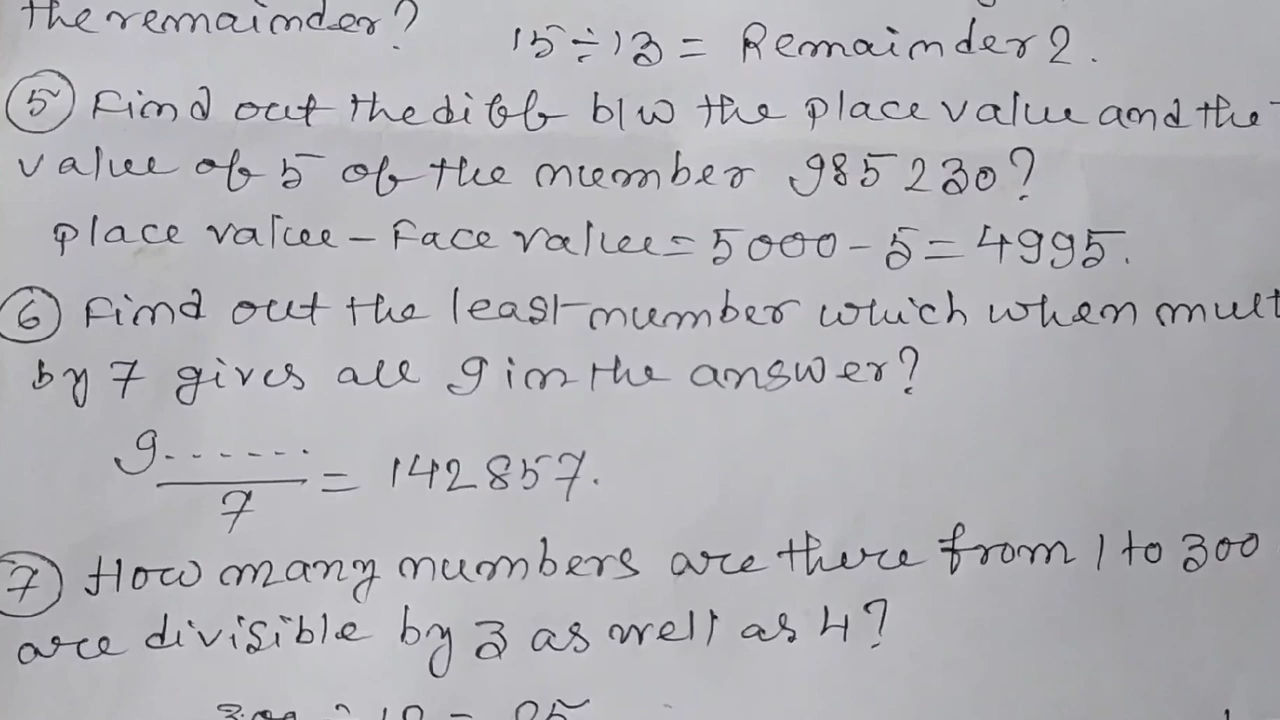 the remainder? 15÷13= Remainder 2.
⑤ Find out the diff b/w the place value and the
value of 5 of the number 985230?
place value - Face value = 5000 - 5 = 4995.
⑥ Find out the least number which when mult
by 7 gives all 9 in the answer?
9....... / 7 = 142857.
⑦ How many numbers are there from 1 to 300
are divisible by 3 as well as 4?
300 ÷ 12 = 25